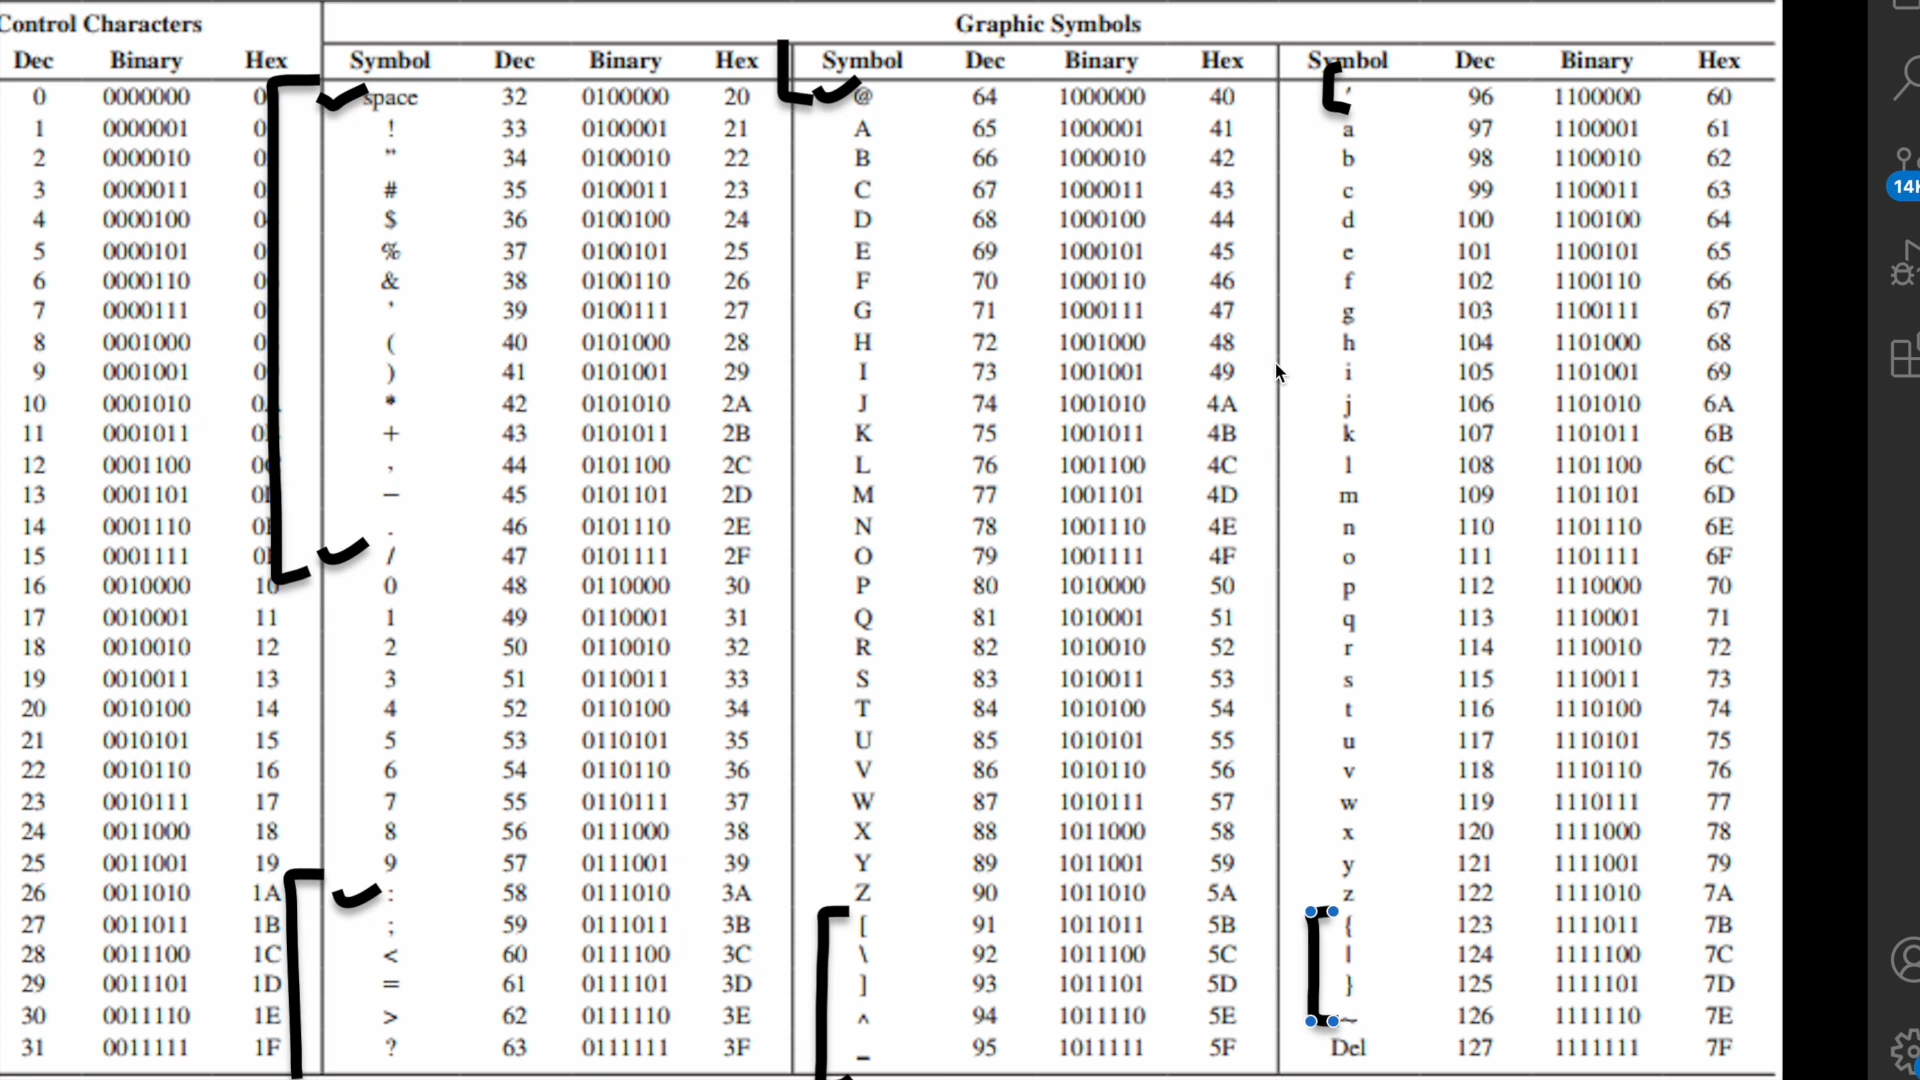 Control Characters Graphic Symbols
Dec Binary Hex Symbol Dec Binary Hex Symbol Dec Binary Hex Symbol Dec Binary Hex
0 0000000 0 space 32 0100000 20 @ 64 1000000 40 ' 96 1100000 60
1 0000001 0 ! 33 0100001 21 A 65 1000001 41 a 97 1100001 61
2 0000010 0 " 34 0100010 22 B 66 1000010 42 b 98 1100010 62
3 0000011 0 # 35 0100011 23 C 67 1000011 43 c 99 1100011 63
4 0000100 0 $ 36 0100100 24 D 68 1000100 44 d 100 1100100 64
5 0000101 0 % 37 0100101 25 E 69 1000101 45 e 101 1100101 65
6 0000110 0 & 38 0100110 26 F 70 1000110 46 f 102 1100110 66
7 0000111 0 ' 39 0100111 27 G 71 1000111 47 g 103 1100111 67
8 0001000 0 ( 40 0101000 28 H 72 1001000 48 h 104 1101000 68
9 0001001 0 ) 41 0101001 29 I 73 1001001 49 i 105 1101001 69
10 0001010 0A * 42 0101010 2A J 74 1001010 4A j 106 1101010 6A
11 0001011 + 43 0101011 2B K 75 1001011 4B k 107 1101011 6B
12 0001100 0C , 44 0101100 2C L 76 1001100 4C l 108 1101100 6C
13 0001101 − 45 0101101 2D M 77 1001101 4D m 109 1101101 6D
14 0001110 . 46 0101110 2E N 78 1001110 4E n 110 1101110 6E
15 0001111 / 47 0101111 2F O 79 1001111 4F o 111 1101111 6F
16 0010000 10 0 48 0110000 30 P 80 1010000 50 p 112 1110000 70
17 0010001 11 1 49 0110001 31 Q 81 1010001 51 q 113 1110001 71
18 0010010 12 2 50 0110010 32 R 82 1010010 52 r 114 1110010 72
19 0010011 13 3 51 0110011 33 S 83 1010011 53 s 115 1110011 73
20 0010100 14 4 52 0110100 34 T 84 1010100 54 t 116 1110100 74
21 0010101 15 5 53 0110101 35 U 85 1010101 55 u 117 1110101 75
22 0010110 16 6 54 0110110 36 V 86 1010110 56 v 118 1110110 76
23 0010111 17 7 55 0110111 37 W 87 1010111 57 w 119 1110111 77
24 0011000 18 8 56 0111000 38 X 88 1011000 58 x 120 1111000 78
25 0011001 19 9 57 0111001 39 Y 89 1011001 59 y 121 1111001 79
26 0011010 1A : 58 0111010 3A Z 90 1011010 5A z 122 1111010 7A
27 0011011 1B ; 59 0111011 3B [ 91 1011011 5B { 123 1111011 7B
28 0011100 1C < 60 0111100 3C \ 92 1011100 5C | 124 1111100 7C
29 0011101 1D = 61 0111101 3D ] 93 1011101 5D } 125 1111101 7D
30 0011110 1E > 62 0111110 3E ^ 94 1011110 5E ~ 126 1111110 7E
31 0011111 1F ? 63 0111111 3F _ 95 1011111 5F Del 127 1111111 7F